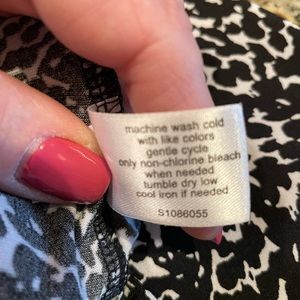 machine wash cold
with like colors
gentle cycle
only non-chlorine bleach
when needed
tumble dry low
cool iron if needed
S1086055